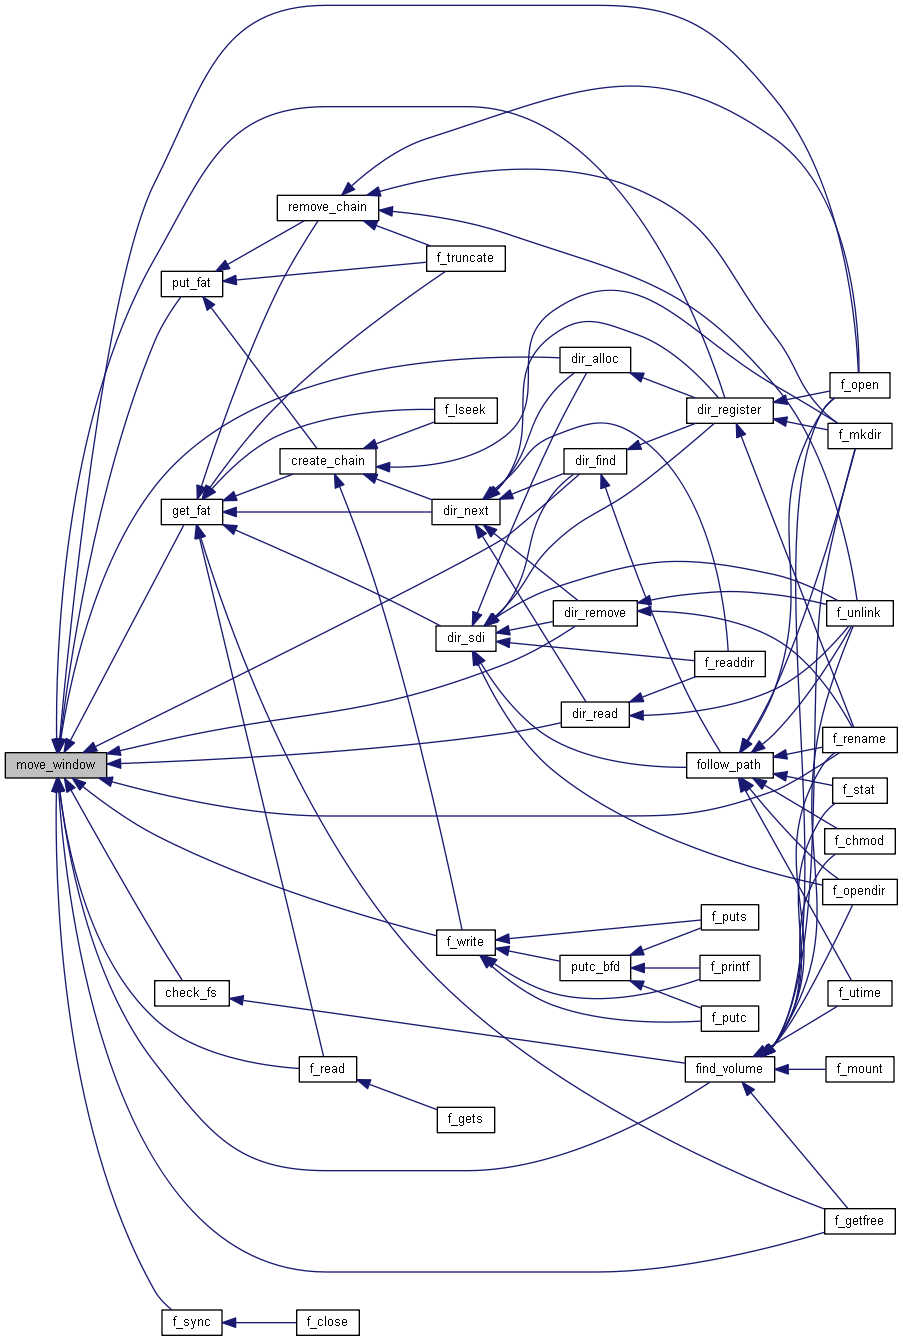 remove_chain
f_truncate
put_fat
dir_alloc
f_open
f_lseek
dir_register
f_mkdir
create_chain
dir_find
get_fat
dir_next
dir_remove
f_unlink
dir_sdi
f_readdir
dir_read
f_rename
move_window
follow_path
f_stat
f_chmod
f_opendir
f_puts
f_write
putc_bfd
f_printf
check_fs
f_utime
f_putc
f_read
find_volume
f_mount
f_gets
f_getfree
f_sync
f_close